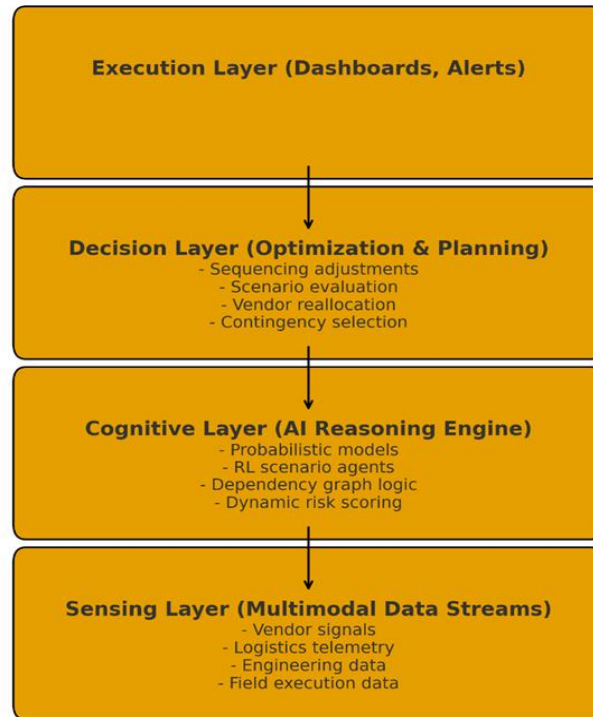 Execution Layer (Dashboards, Alerts)
Decision Layer (Optimization & Planning)
- Sequencing adjustments
- Scenario evaluation
- Vendor reallocation
- Contingency selection
Cognitive Layer (AI Reasoning Engine)
- Probabilistic models
- RL scenario agents
- Dependency graph logic
- Dynamic risk scoring
Sensing Layer (Multimodal Data Streams)
- Vendor signals
- Logistics telemetry
- Engineering data
- Field execution data